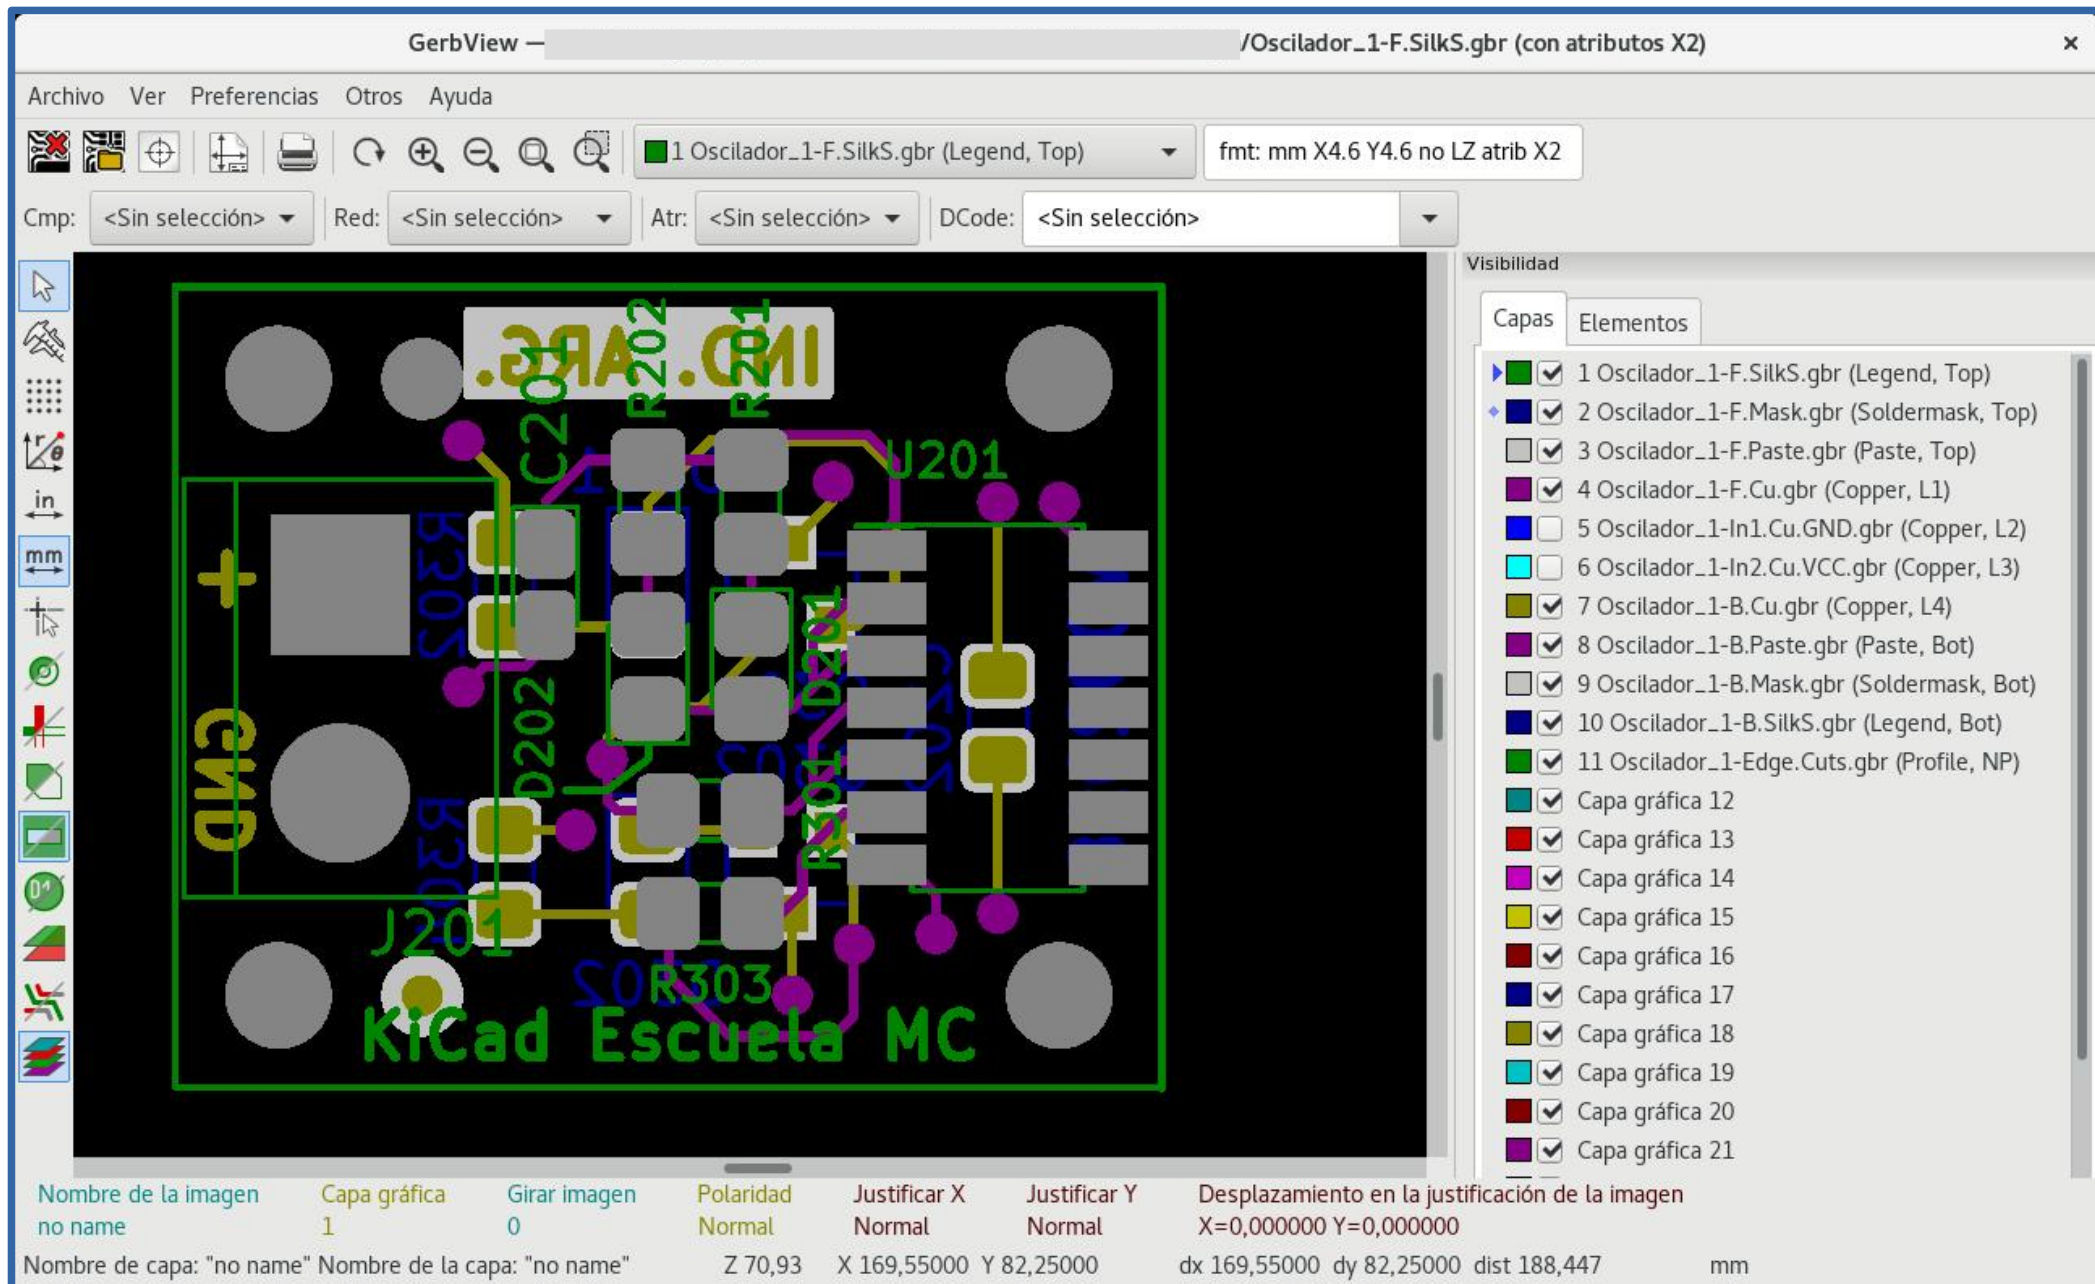 GerbView — /Oscilador_1-F.SilkS.gbr (con atributos X2)
Archivo Ver Preferencias Otros Ayuda
1 Oscilador_1-F.SilkS.gbr (Legend, Top) fmt: mm X4.6 Y4.6 no LZ atrib X2
Cmp: <Sin selección> Red: <Sin selección> Atr: <Sin selección> DCode: <Sin selección>
in
mm
Visibilidad
Capas Elementos
1 Oscilador_1-F.SilkS.gbr (Legend, Top)
2 Oscilador_1-F.Mask.gbr (Soldermask, Top)
3 Oscilador_1-F.Paste.gbr (Paste, Top)
4 Oscilador_1-F.Cu.gbr (Copper, L1)
5 Oscilador_1-In1.Cu.GND.gbr (Copper, L2)
6 Oscilador_1-In2.Cu.VCC.gbr (Copper, L3)
7 Oscilador_1-B.Cu.gbr (Copper, L4)
8 Oscilador_1-B.Paste.gbr (Paste, Bot)
9 Oscilador_1-B.Mask.gbr (Soldermask, Bot)
10 Oscilador_1-B.SilkS.gbr (Legend, Bot)
11 Oscilador_1-Edge.Cuts.gbr (Profile, NP)
Capa gráfica 12
Capa gráfica 13
Capa gráfica 14
Capa gráfica 15
Capa gráfica 16
Capa gráfica 17
Capa gráfica 18
Capa gráfica 19
Capa gráfica 20
Capa gráfica 21
IND. ARG.
R202
R201
C201
U201
R302
+
D201
C202
GND
D202
R301
R304
J201
R303
KiCad Escuela MC
Nombre de la imagen Capa gráfica Girar imagen Polaridad Justificar X Justificar Y Desplazamiento en la justificación de la imagen
no name 1 0 Normal Normal Normal X=0,000000 Y=0,000000
Nombre de capa: "no name" Nombre de la capa: "no name" Z 70,93 X 169,55000 Y 82,25000 dx 169,55000 dy 82,25000 dist 188,447 mm